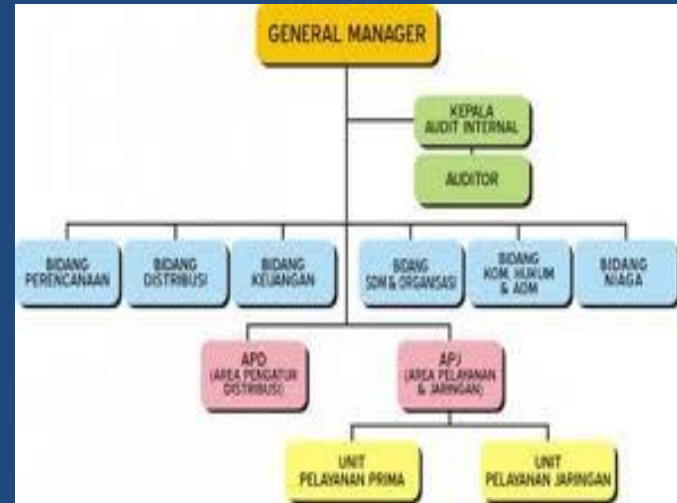 GENERAL MANAGER
KEPALA
AUDIT INTERNAL
AUDITOR
BIDANG
PERENCANAAN
BIDANG
DISTRIBUSI
BIDANG
KEUANGAN
BIDANG
SDM & ORGANISASI
BIDANG
KOM. HUKUM
& ADM
BIDANG
NIAGA
APD
(AREA PENGATUR
DISTRIBUSI)
APJ
(AREA PELAYANAN
& JARINGAN)
UNIT
PELAYANAN PRIMA
UNIT
PELAYANAN JARINGAN